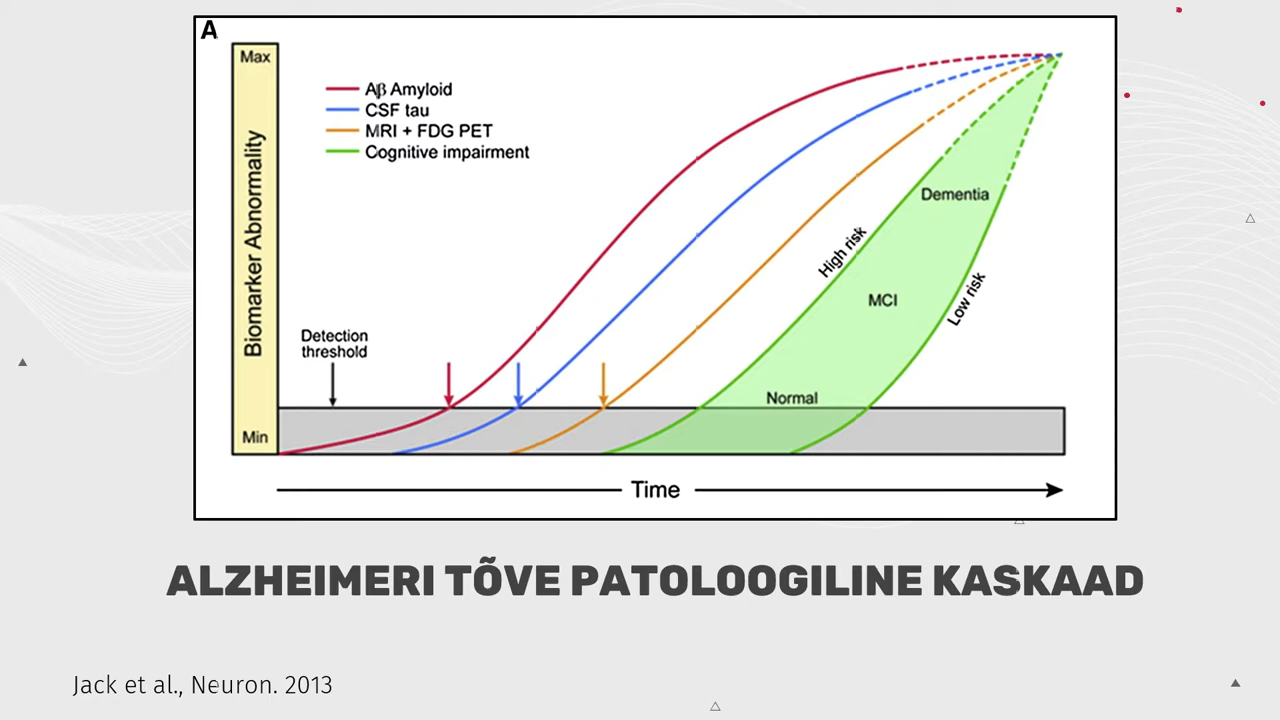 A
Max
Biomarker Abnormality
Min
Aβ Amyloid
CSF tau
MRI + FDG PET
Cognitive impairment
Detection
threshold
High risk
Dementia
MCI
Low risk
Normal
Time
ALZHEIMERI TÕVE PATOLOOGILINE KASKAAD
Jack et al., Neuron. 2013